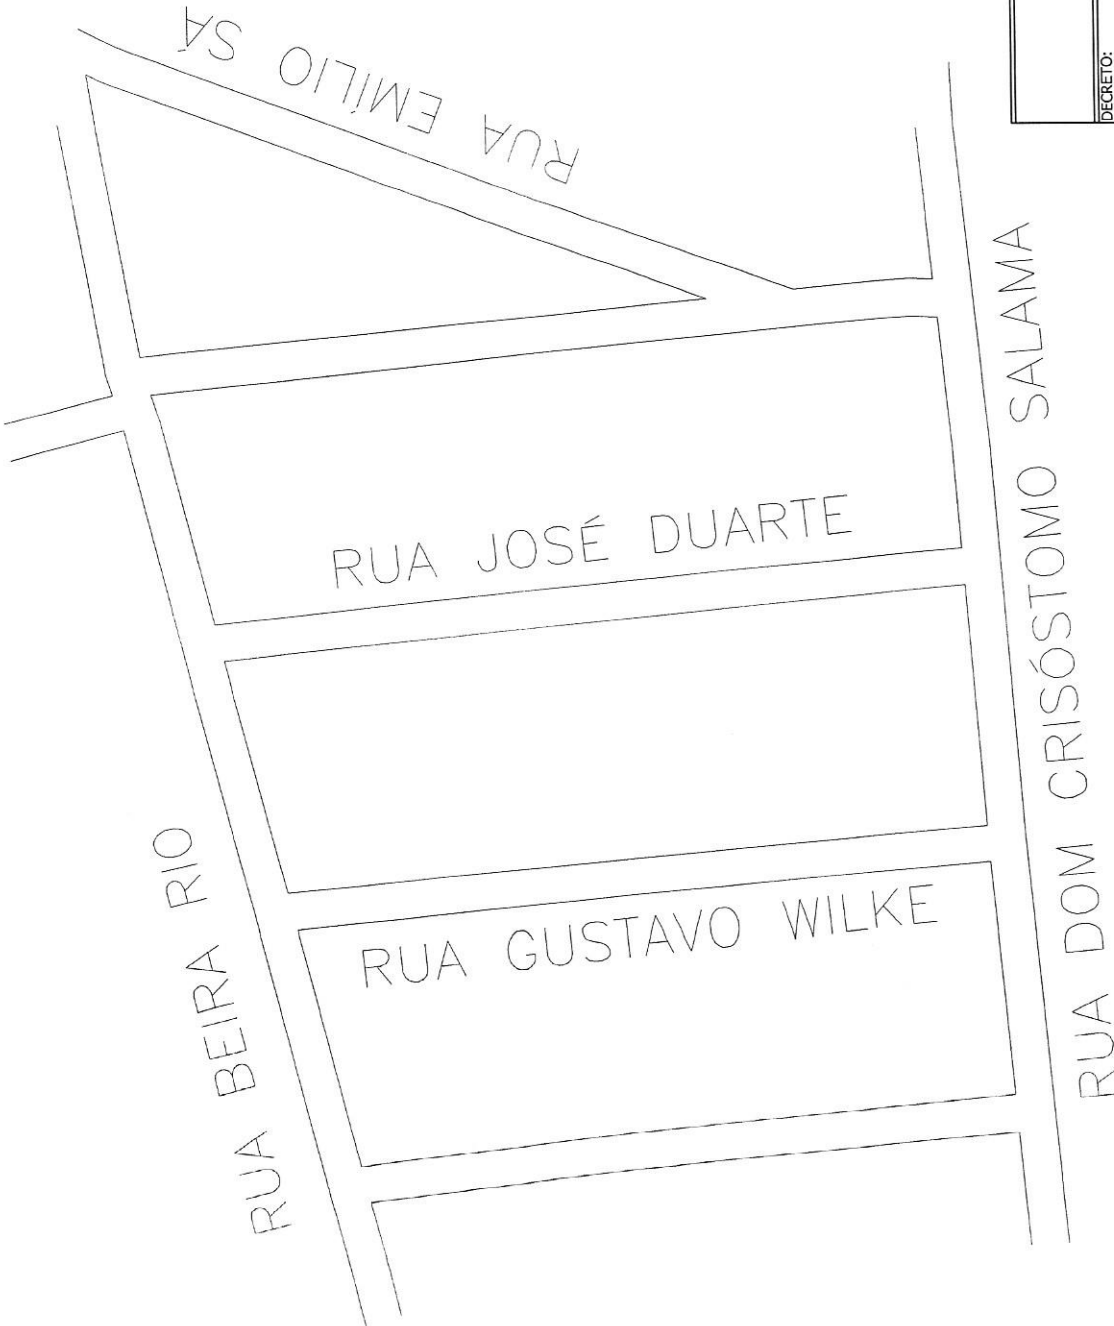 RUA EMÍLIO SÁ
DECRETO:
RUA JOSÉ DUARTE
RUA DOM CRISÓSTOMO SALAMA
RUA BEIRA RIO
RUA GUSTAVO WILKE